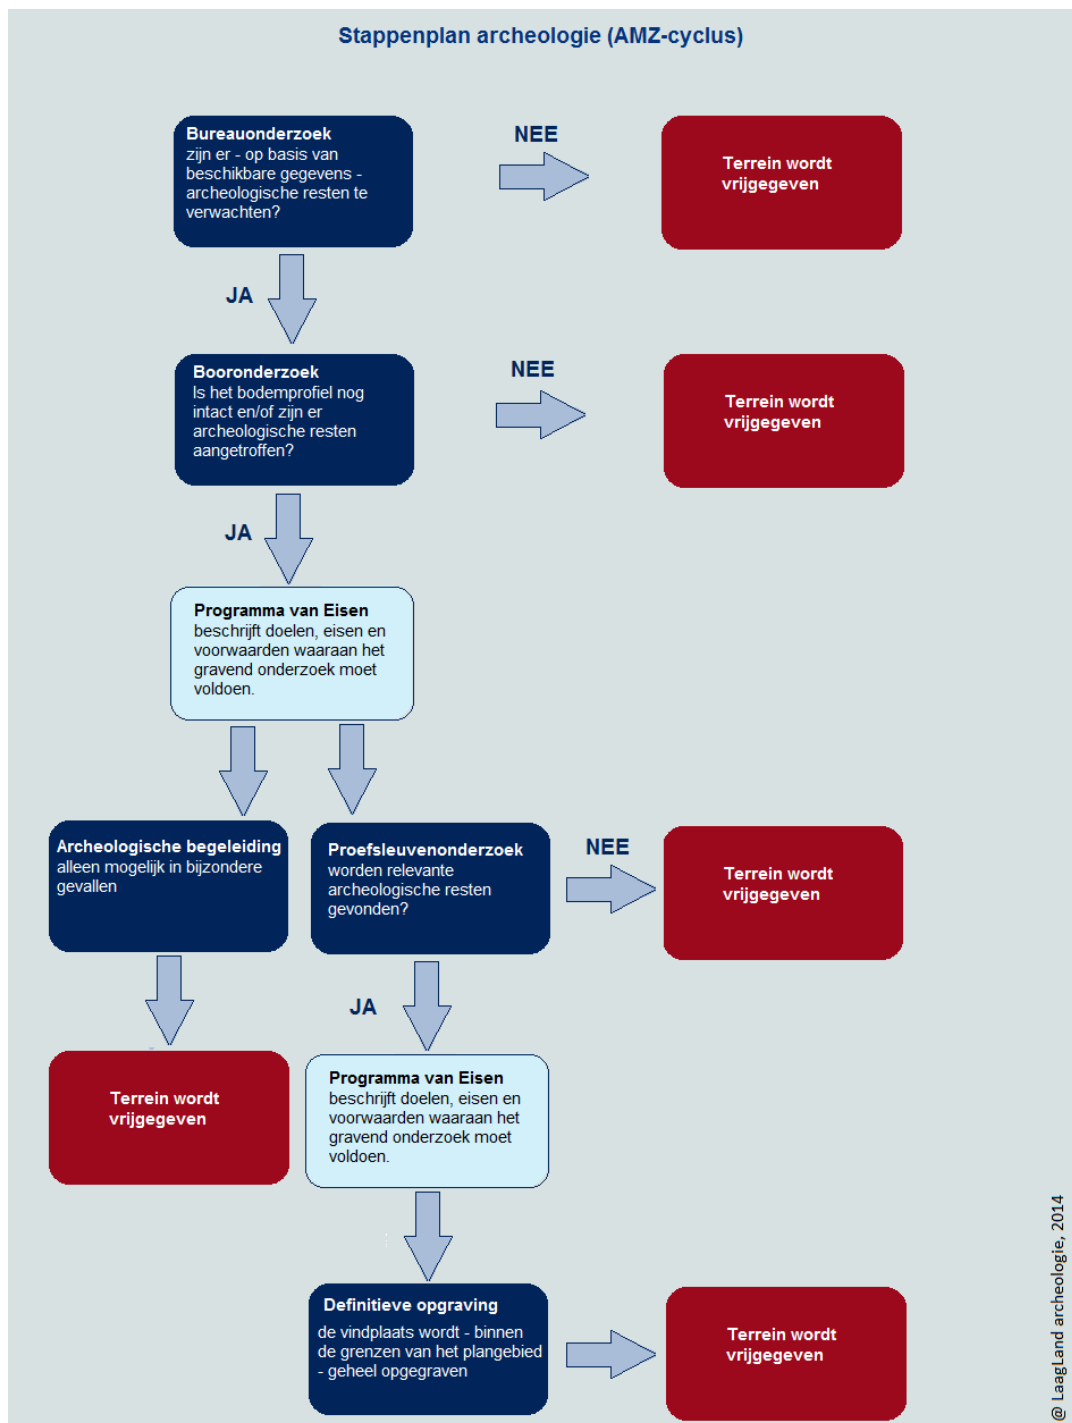 Stappenplan archeologie (AMZ-cyclus)
Bureauonderzoek
zijn er - op basis van
beschikbare gegevens -
archeologische resten te
verwachten?
NEE
Terrein wordt
vrijgegeven
JA
Booronderzoek
Is het bodemprofiel nog
intact en/of zijn er
archeologische resten
aangetroffen?
NEE
Terrein wordt
vrijgegeven
JA
Programma van Eisen
beschrijft doelen, eisen en
voorwaarden waaraan het
gravend onderzoek moet
voldoen.
Archeologische begeleiding
alleen mogelijk in bijzondere
gevallen
Proefsleuvenonderzoek
worden relevante
archeologische resten
gevonden?
NEE
Terrein wordt
vrijgegeven
JA
Terrein wordt
vrijgegeven
Programma van Eisen
beschrijft doelen, eisen en
voorwaarden waaraan het
gravend onderzoek moet
voldoen.
Definitieve opgraving
de vindplaats wordt - binnen
de grenzen van het plangebied
- geheel opgegraven
Terrein wordt
vrijgegeven
@ LaagLand archeologie, 2014